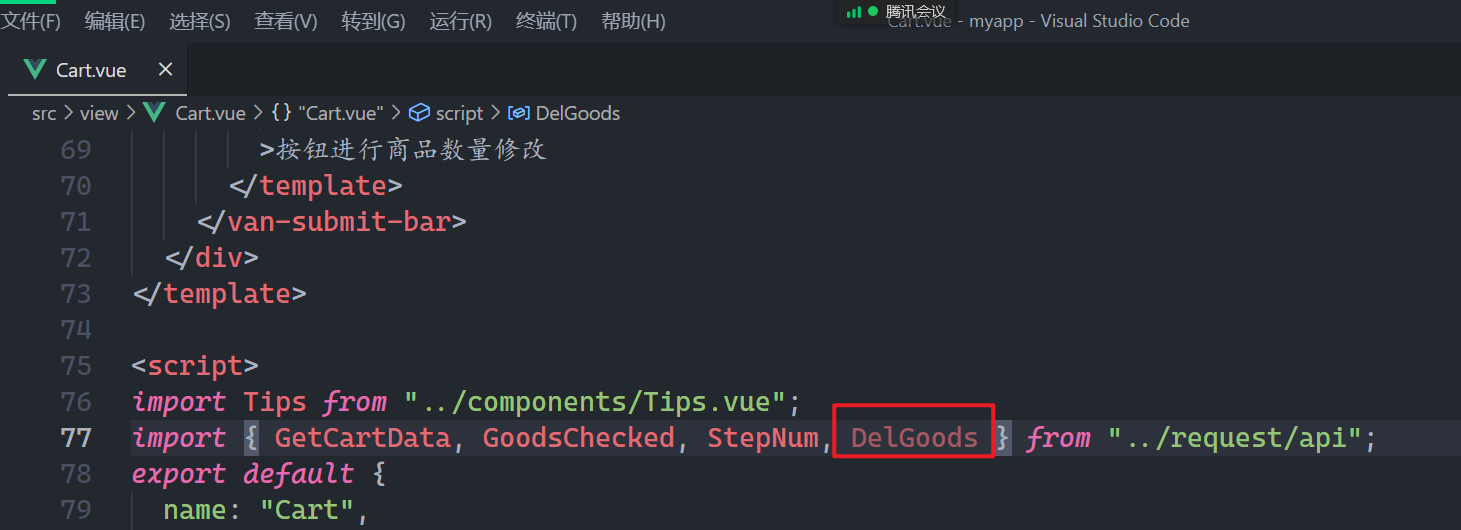 腾讯会议
文件(F) 编辑(E) 选择(S) 查看(V) 转到(G) 运行(R) 终端(T) 帮助(H) Cart.vue - myapp - Visual Studio Code
Cart.vue ×
src > view > Cart.vue > {} "Cart.vue" > script > DelGoods
69 >按钮进行商品数量修改
70 </template>
71 </van-submit-bar>
72 </div>
73 </template>
74
75 <script>
76 import Tips from "../components/Tips.vue";
77 import { GetCartData, GoodsChecked, StepNum, DelGoods } from "../request/api";
78 export default {
79 name: "Cart",